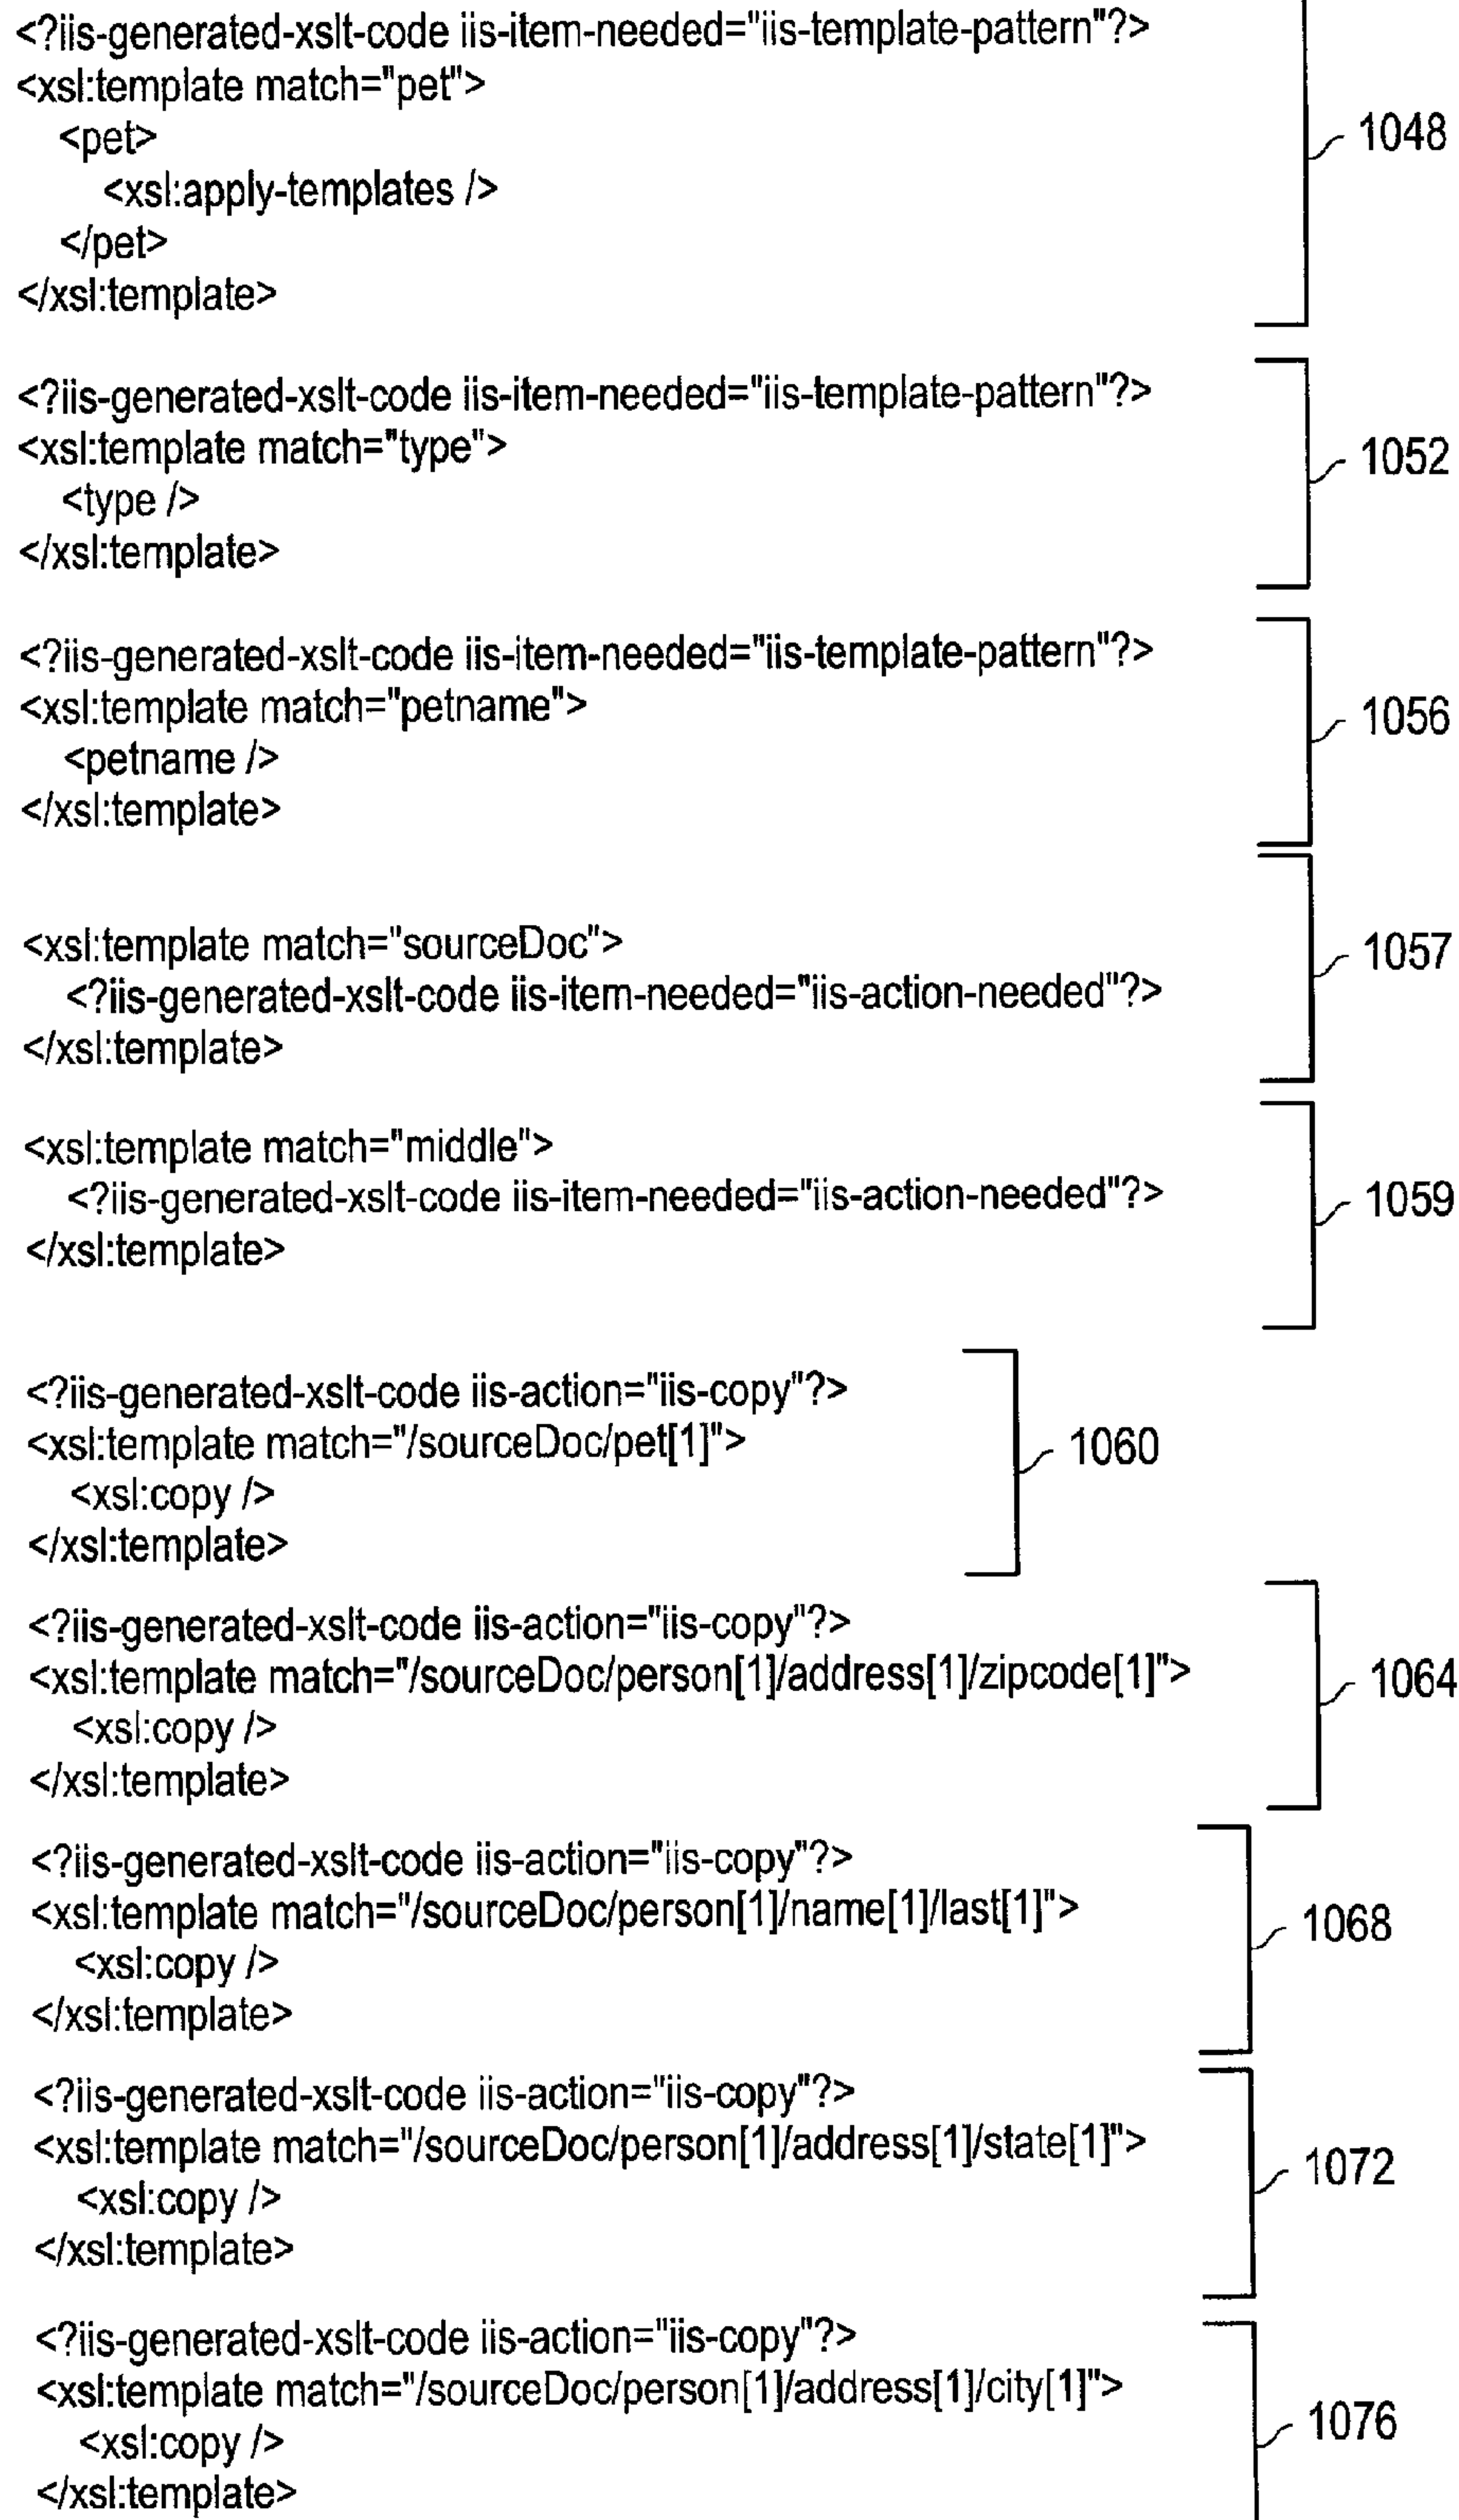 <?iis-generated-xslt-code iis-item-needed="iis-template-pattern"?>
<xsl:template match="pet">
<pet>
<xsl:apply-templates />
</pet>
</xsl:template>
1048
<?iis-generated-xslt-code iis-item-needed="iis-template-pattern"?>
<xsl:template match="type">
<type />
</xsl:template>
1052
<?iis-generated-xslt-code iis-item-needed="iis-template-pattern"?>
<xsl:template match="petname">
<petname />
</xsl:template>
1056
<xsl:template match="sourceDoc">
<?iis-generated-xslt-code iis-item-needed="iis-action-needed"?>
</xsl:template>
1057
<xsl:template match="middle">
<?iis-generated-xslt-code iis-item-needed="iis-action-needed"?>
</xsl:template>
1059
<?iis-generated-xslt-code iis-action="iis-copy"?>
<xsl:template match="/sourceDoc/pet[1]">
<xsl:copy />
</xsl:template>
1060
<?iis-generated-xslt-code iis-action="iis-copy"?>
<xsl:template match="/sourceDoc/person[1]/address[1]/zipcode[1]">
<xsl:copy />
</xsl:template>
1064
<?iis-generated-xslt-code iis-action="iis-copy"?>
<xsl:template match="/sourceDoc/person[1]/name[1]/last[1]">
<xsl:copy />
</xsl:template>
1068
<?iis-generated-xslt-code iis-action="iis-copy"?>
<xsl:template match="/sourceDoc/person[1]/address[1]/state[1]">
<xsl:copy />
</xsl:template>
1072
<?iis-generated-xslt-code iis-action="iis-copy"?>
<xsl:template match="/sourceDoc/person[1]/address[1]/city[1]">
<xsl:copy />
</xsl:template>
1076